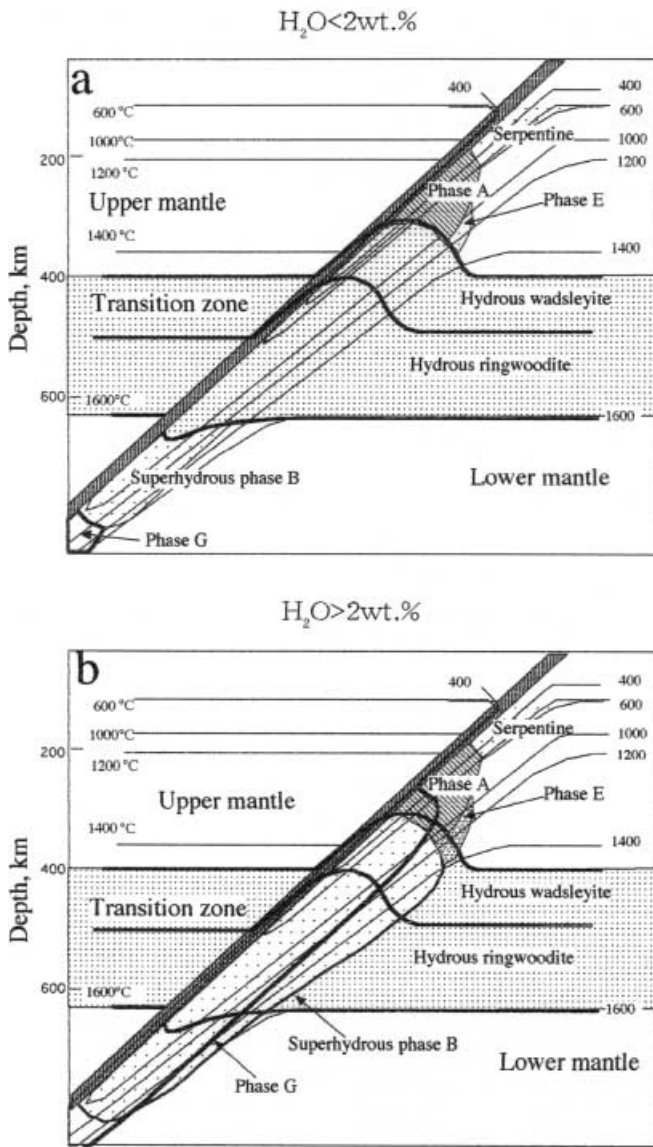 H₂O<2wt.%
a
400
400
600 °C
600
Serpentine
1000°C
1000
200
1200 °C
1200
Phase A
Upper mantle
Phase E
1400 °C
1400
400
Transition zone
Hydrous wadsleyite
Depth, km
Hydrous ringwoodite
600
1600°C
1600
Superhydrous phase B
Lower mantle
Phase G
H₂O>2wt.%
b
400
400
600 °C
600
Serpentine
1000°C
1000
200
1200 °C
1200
Phase A
Upper mantle
Phase E
1400 °C
1400
400
Hydrous wadsleyite
Transition zone
Depth, km
Hydrous ringwoodite
600
1600°C
1600
Superhydrous phase B
Lower mantle
Phase G